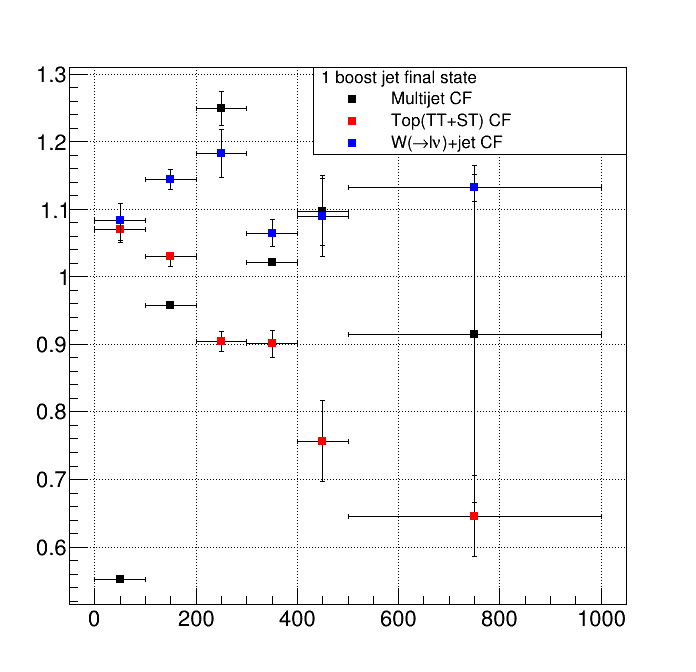 1.3
1.2
1.1
1
0.9
0.8
0.7
0.6
1 boost jet final state
Multijet CF
Top(TT+ST) CF
W(→lν)+jet CF
0 200 400 600 800 1000